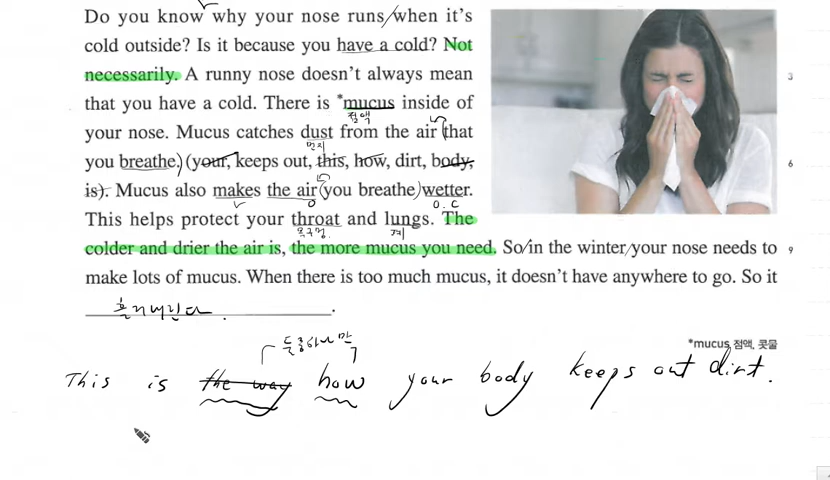 Do you know why your nose runs/when it's
cold outside? Is it because you have a cold? Not
necessarily. A runny nose doesn't always mean
3
that you have a cold. There is *mucus inside of
점액
your nose. Mucus catches dust from the air (that
먼지
you breathe.) (your, keeps out, this, how, dirt, body,
6
is). Mucus also makes the air (you breathe) wetter.
V O O.C
This helps protect your throat and lungs. The
목구멍. 폐
colder and drier the air is, the more mucus you need. So/in the winter/your nose needs to
9
make lots of mucus. When there is too much mucus, it doesn't have anywhere to go. So it
흘러내린다.
*mucus 점액, 콧물
둘중하나만
This is the way how your body keeps out dirt.